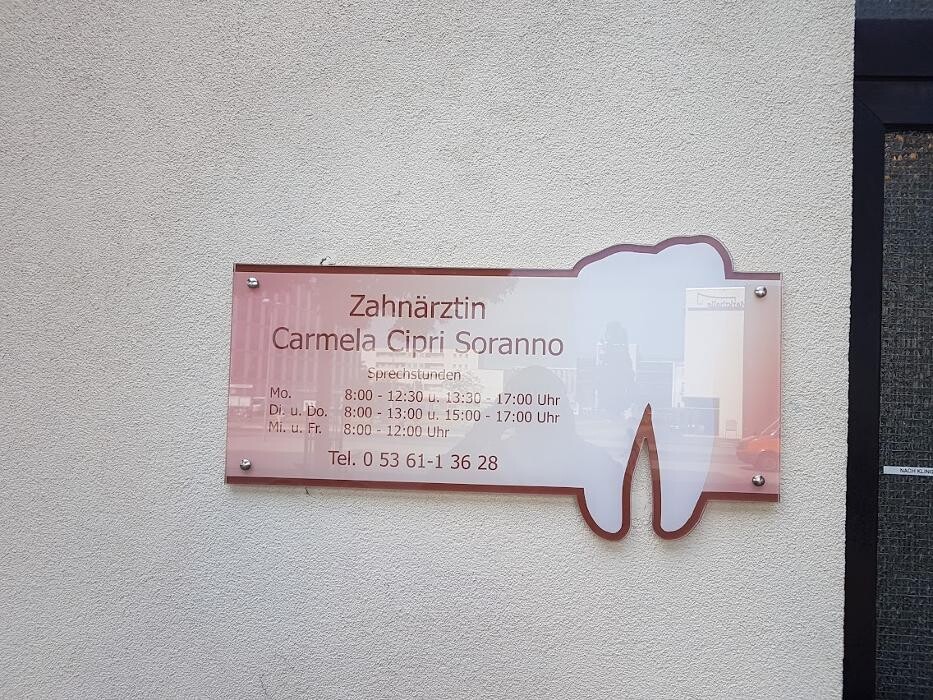 Zahnärztin
Carmela Cipri Soranno
Sprechstunden
Mo. 8:00 - 12:30 u. 13:30 - 17:00 Uhr
Di. u. Do. 8:00 - 13:00 u. 15:00 - 17:00 Uhr
Mi. u. Fr. 8:00 - 12:00 Uhr
Tel. 0 53 61-1 36 28
NACH KLING